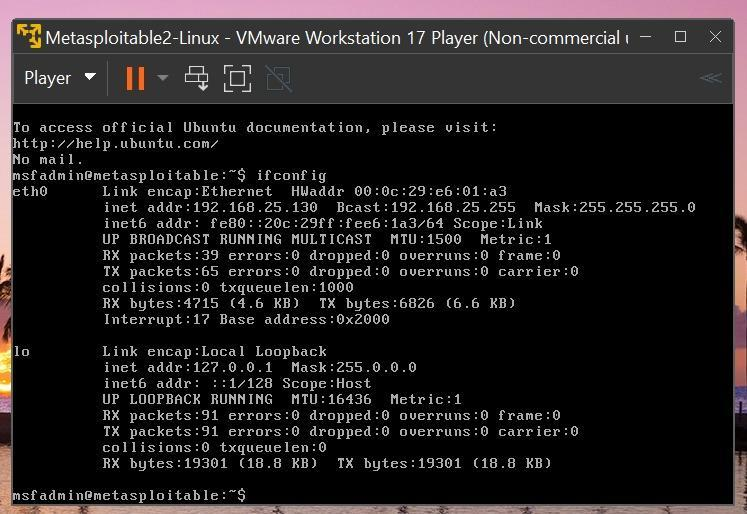 Metasploitable2-Linux - VMware Workstation 17 Player (Non-commercial u
Player
To access official Ubuntu documentation, please visit:
http://help.ubuntu.com/
No mail.
msfadmin@metasploitable:~$ ifconfig
eth0 Link encap:Ethernet HWaddr 00:0c:29:e6:01:a3
inet addr:192.168.25.130 Bcast:192.168.25.255 Mask:255.255.255.0
inet6 addr: fe80::20c:29ff:fee6:1a3/64 Scope:Link
UP BROADCAST RUNNING MULTICAST MTU:1500 Metric:1
RX packets:39 errors:0 dropped:0 overruns:0 frame:0
TX packets:65 errors:0 dropped:0 overruns:0 carrier:0
collisions:0 txqueuelen:1000
RX bytes:4715 (4.6 KB) TX bytes:6826 (6.6 KB)
Interrupt:17 Base address:0x2000
lo Link encap:Local Loopback
inet addr:127.0.0.1 Mask:255.0.0.0
inet6 addr: ::1/128 Scope:Host
UP LOOPBACK RUNNING MTU:16436 Metric:1
RX packets:91 errors:0 dropped:0 overruns:0 frame:0
TX packets:91 errors:0 dropped:0 overruns:0 carrier:0
collisions:0 txqueuelen:0
RX bytes:19301 (18.8 KB) TX bytes:19301 (18.8 KB)
msfadmin@metasploitable:~$